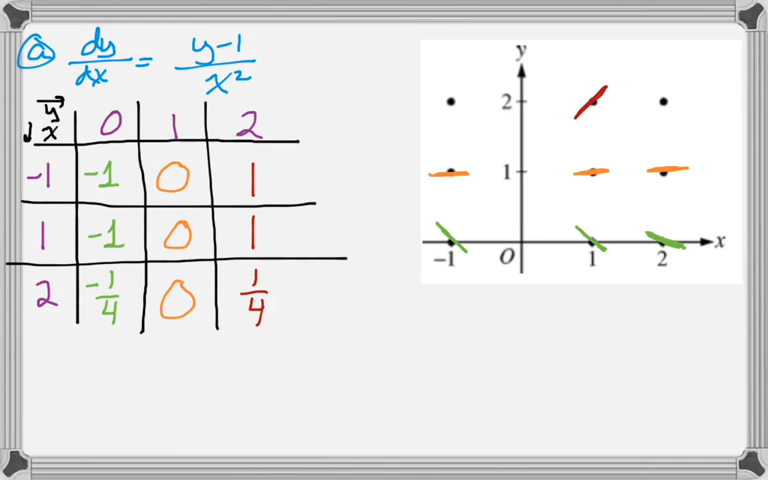 a dy/dx = y-1/x²
y→ ↓x 0 1 2
-1 -1 0 1
1 -1 0 1
2 -1/4 0 1/4
y
2
1
-1 O 1 2 x